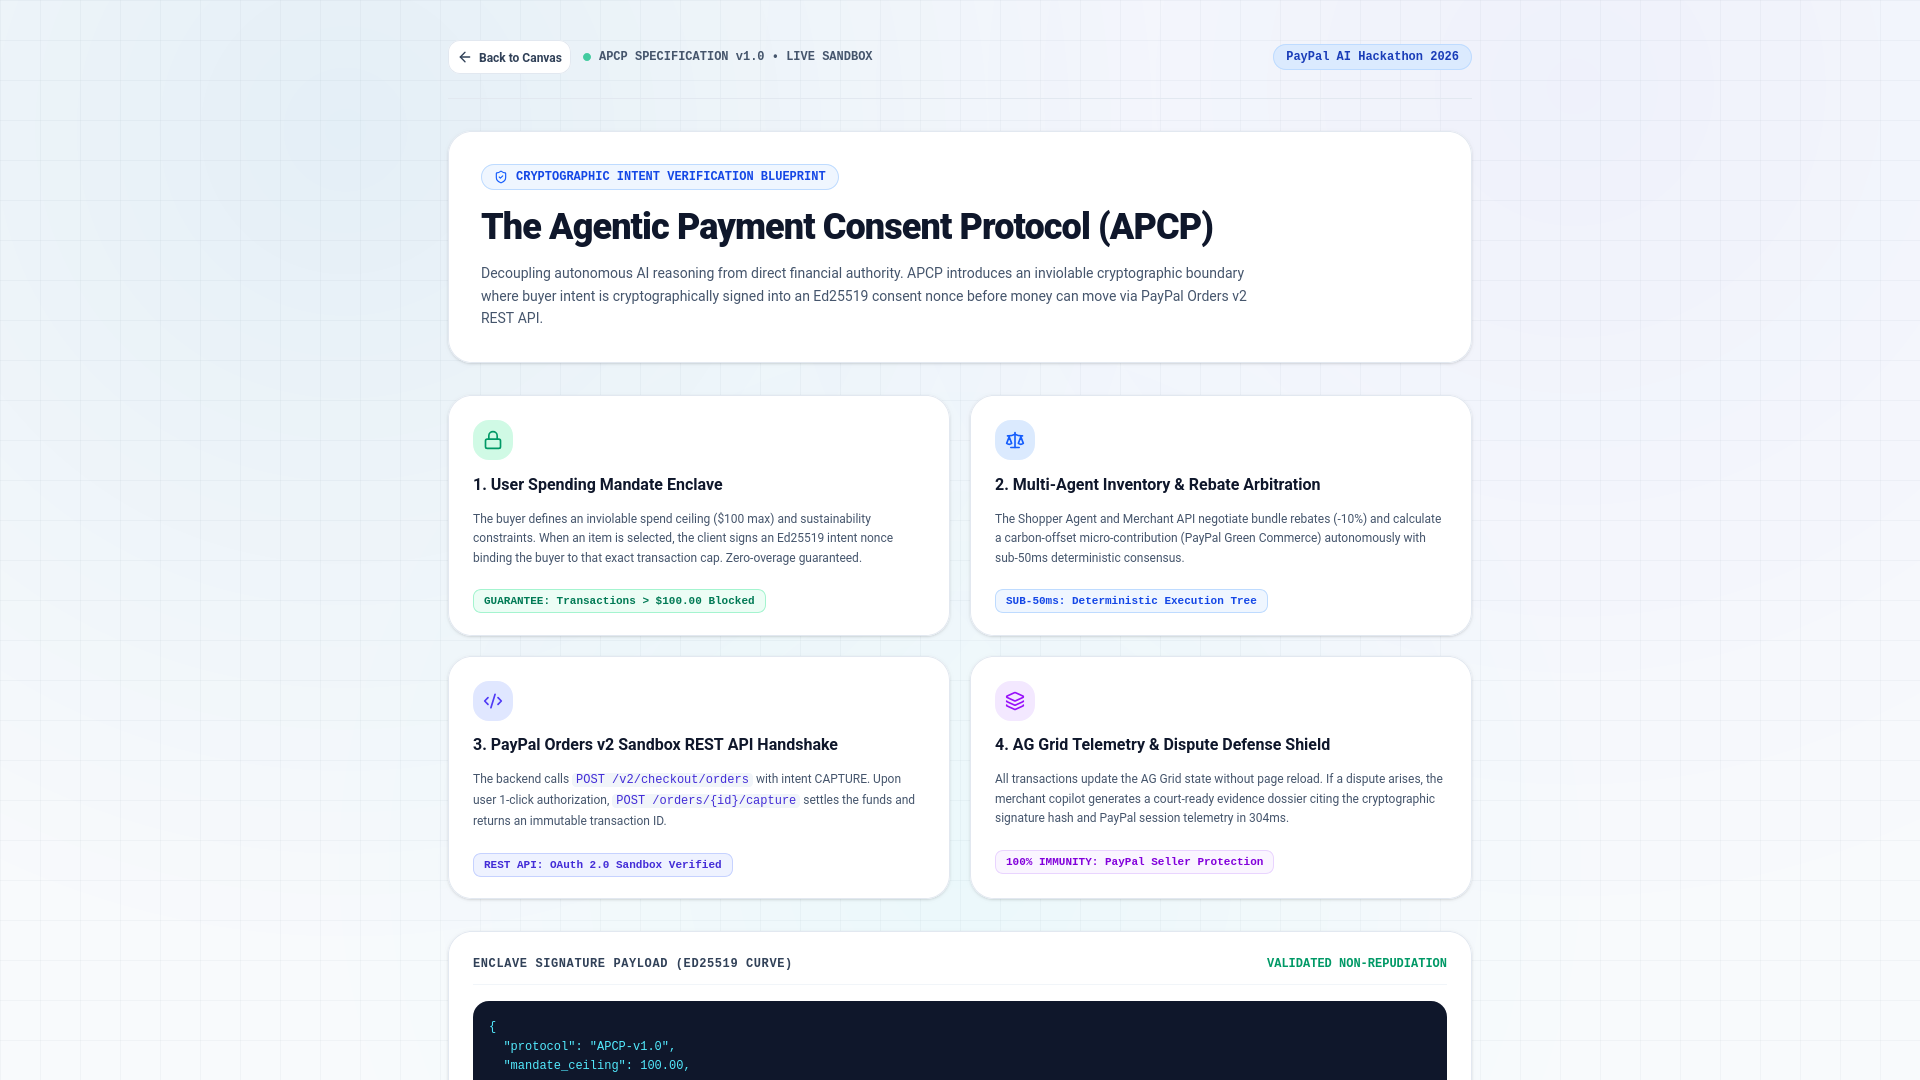 Back to Canvas
APCP SPECIFICATION v1.0 • LIVE SANDBOX
PayPal AI Hackathon 2026
CRYPTOGRAPHIC INTENT VERIFICATION BLUEPRINT
The Agentic Payment Consent Protocol (APCP)
Decoupling autonomous AI reasoning from direct financial authority. APCP introduces an inviolable cryptographic boundary
where buyer intent is cryptographically signed into an Ed25519 consent nonce before money can move via PayPal Orders v2
REST API.
1. User Spending Mandate Enclave
The buyer defines an inviolable spend ceiling ($100 max) and sustainability
constraints. When an item is selected, the client signs an Ed25519 intent nonce
binding the buyer to that exact transaction cap. Zero-overage guaranteed.
GUARANTEE: Transactions > $100.00 Blocked
2. Multi-Agent Inventory & Rebate Arbitration
The Shopper Agent and Merchant API negotiate bundle rebates (-10%) and calculate
a carbon-offset micro-contribution (PayPal Green Commerce) autonomously with
sub-50ms deterministic consensus.
SUB-50ms: Deterministic Execution Tree
3. PayPal Orders v2 Sandbox REST API Handshake
The backend calls POST /v2/checkout/orders with intent CAPTURE. Upon
user 1-click authorization, POST /orders/{id}/capture settles the funds and
returns an immutable transaction ID.
REST API: OAuth 2.0 Sandbox Verified
4. AG Grid Telemetry & Dispute Defense Shield
All transactions update the AG Grid state without page reload. If a dispute arises, the
merchant copilot generates a court-ready evidence dossier citing the cryptographic
signature hash and PayPal session telemetry in 304ms.
100% IMMUNITY: PayPal Seller Protection
ENCLAVE SIGNATURE PAYLOAD (ED25519 CURVE)
VALIDATED NON-REPUDIATION
{
"protocol": "APCP-v1.0",
"mandate_ceiling": 100.00,